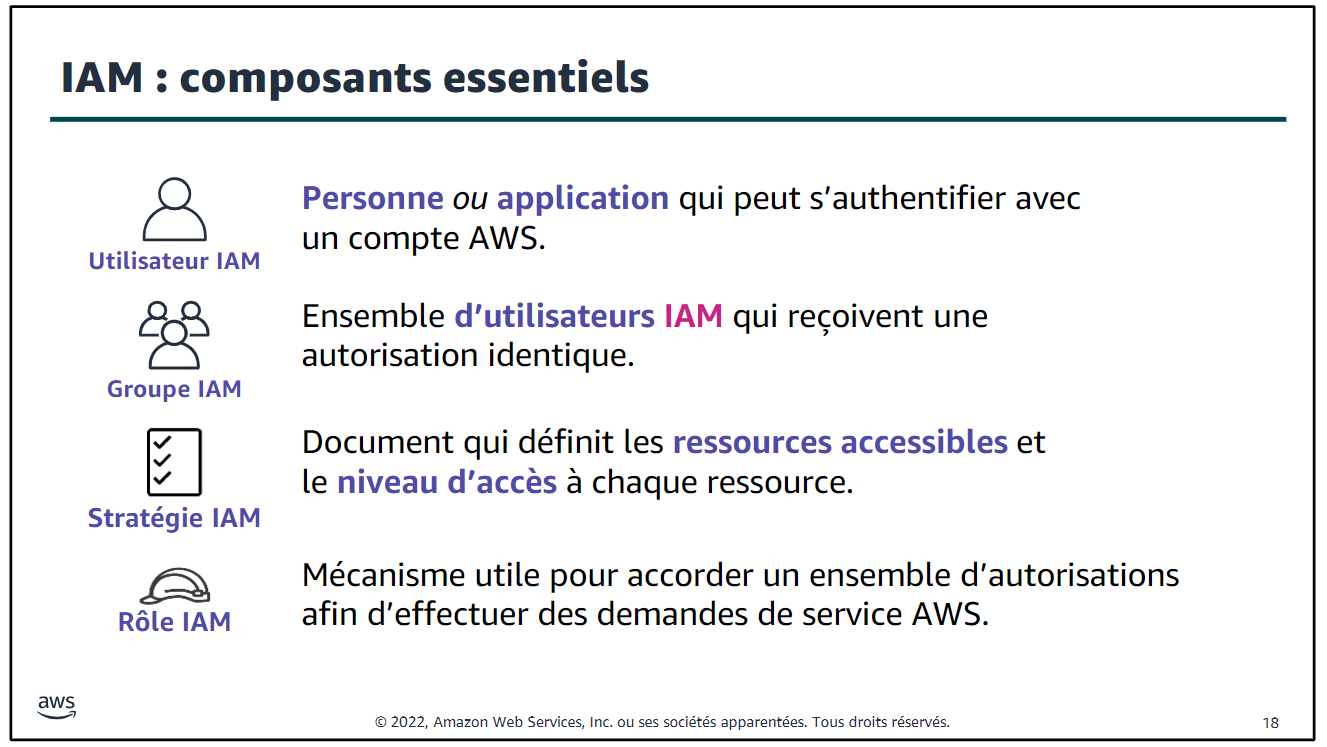 IAM : composants essentiels
Utilisateur IAM
Personne ou application qui peut s’authentifier avec
un compte AWS.
Groupe IAM
Ensemble d’utilisateurs IAM qui reçoivent une
autorisation identique.
Stratégie IAM
Document qui définit les ressources accessibles et
le niveau d’accès à chaque ressource.
Rôle IAM
Mécanisme utile pour accorder un ensemble d’autorisations
afin d’effectuer des demandes de service AWS.
aws
© 2022, Amazon Web Services, Inc. ou ses sociétés apparentées. Tous droits réservés.
18